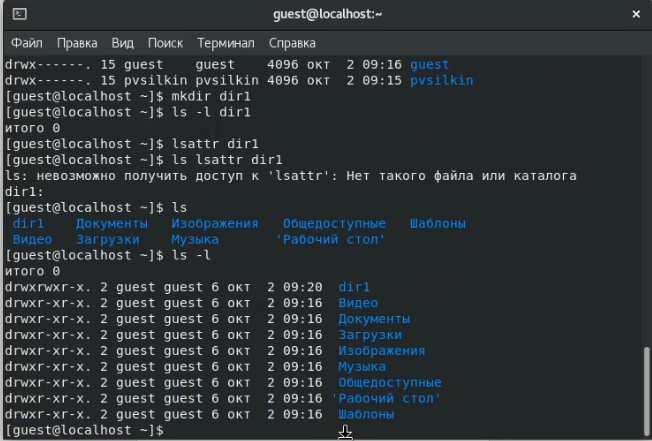 guest@localhost:~
Файл Правка Вид Поиск Терминал Справка
drwx------. 15 guest    guest    4096 окт  2 09:16 guest
drwx------. 15 pvsilkin pvsilkin 4096 окт  2 09:15 pvsilkin
[guest@localhost ~]$ mkdir dir1
[guest@localhost ~]$ ls -l dir1
итого 0
[guest@localhost ~]$ lsattr dir1
[guest@localhost ~]$ ls lsattr dir1
ls: невозможно получить доступ к 'lsattr': Нет такого файла или каталога
dir1:
[guest@localhost ~]$ ls
dir1   Документы   Изображения   Общедоступные   Шаблоны
Видео  Загрузки    Музыка       'Рабочий стол'
[guest@localhost ~]$ ls -l
итого 0
drwxrwxr-x. 2 guest guest 6 окт  2 09:20  dir1
drwxr-xr-x. 2 guest guest 6 окт  2 09:16  Видео
drwxr-xr-x. 2 guest guest 6 окт  2 09:16  Документы
drwxr-xr-x. 2 guest guest 6 окт  2 09:16  Загрузки
drwxr-xr-x. 2 guest guest 6 окт  2 09:16  Изображения
drwxr-xr-x. 2 guest guest 6 окт  2 09:16  Музыка
drwxr-xr-x. 2 guest guest 6 окт  2 09:16  Общедоступные
drwxr-xr-x. 2 guest guest 6 окт  2 09:16 'Рабочий стол'
drwxr-xr-x. 2 guest guest 6 окт  2 09:16  Шаблоны
[guest@localhost ~]$